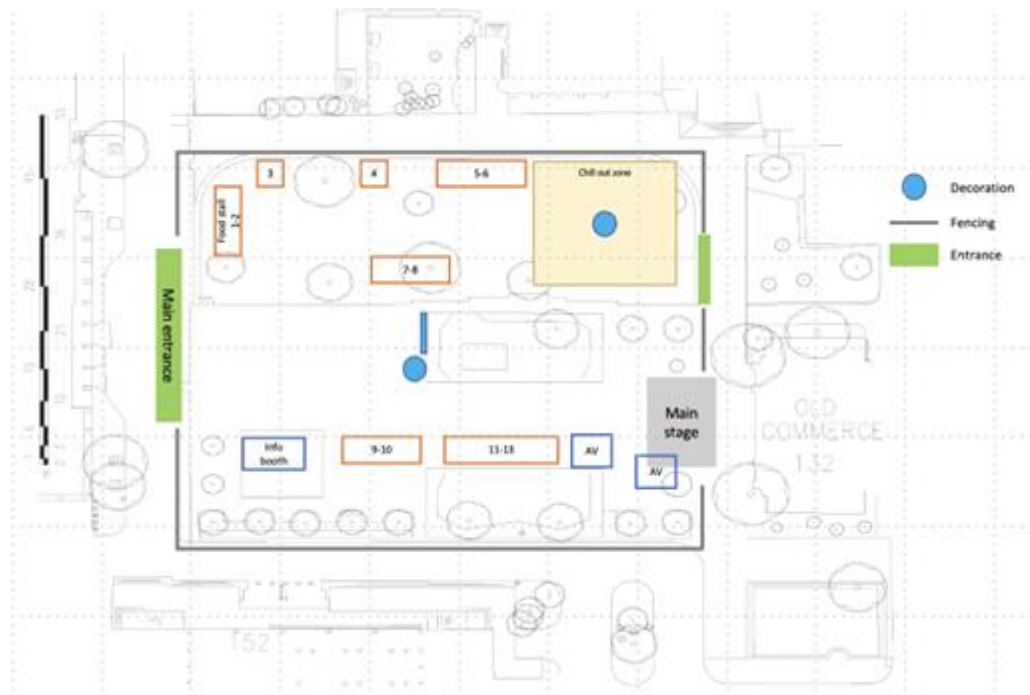 3
4
5-6
Chill out zone
Food stall
1-2
7-8
Main entrance
Main
stage
Info
booth
9-10
11-13
AV
AV
Decoration
Fencing
Entrance
OLD
COMMERCE
132
152